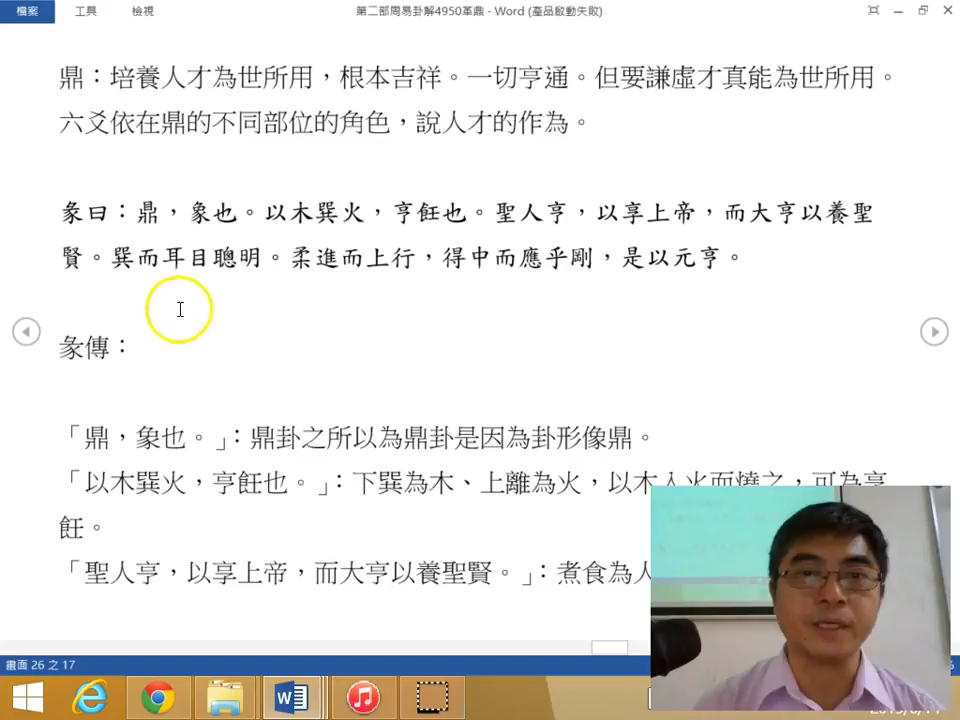 檔案 工具 檢視 第二部周易卦解4950革鼎 - Word (產品啟動失敗)
鼎：培養人才為世所用，根本吉祥。一切亨通。但要謙虛才真能為世所用。
六爻依在鼎的不同部位的角色，說人才的作為。
彖曰：鼎，象也。以木巽火，亨飪也。聖人亨，以享上帝，而大亨以養聖
賢。巽而耳目聰明。柔進而上行，得中而應乎剛，是以元亨。
彖傳：
「鼎，象也。」：鼎卦之所以為鼎卦是因為卦形像鼎。
「以木巽火，亨飪也。」：下巽為木、上離為火，以木入火而燒之，可為亨
飪。
「聖人亨，以享上帝，而大亨以養聖賢。」：煮食為人
畫面 26 之 17